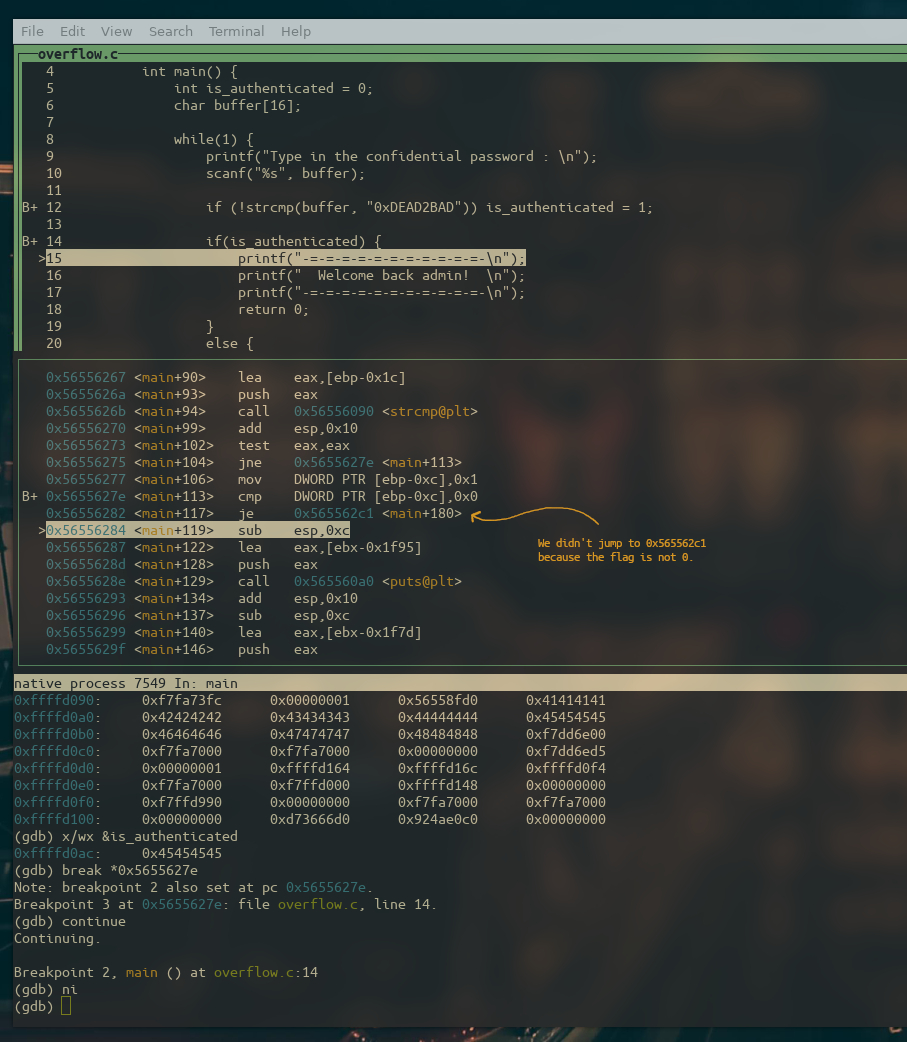 File Edit View Search Terminal Help
overflow.c
4 int main() {
5 int is_authenticated = 0;
6 char buffer[16];
7
8 while(1) {
9 printf("Type in the confidential password : \n");
10 scanf("%s", buffer);
11
B+ 12 if (!strcmp(buffer, "0xDEAD2BAD")) is_authenticated = 1;
13
B+ 14 if(is_authenticated) {
>15 printf("-=-=-=-=-=-=-=-=-=-=-=-\n");
16 printf("  Welcome back admin!  \n");
17 printf("-=-=-=-=-=-=-=-=-=-=-=-\n");
18 return 0;
19 }
20 else {
0x56556267 <main+90> lea eax,[ebp-0x1c]
0x5655626a <main+93> push eax
0x5655626b <main+94> call 0x56556090 <strcmp@plt>
0x56556270 <main+99> add esp,0x10
0x56556273 <main+102> test eax,eax
0x56556275 <main+104> jne 0x5655627e <main+113>
0x56556277 <main+106> mov DWORD PTR [ebp-0xc],0x1
B+ 0x5655627e <main+113> cmp DWORD PTR [ebp-0xc],0x0
0x56556282 <main+117> je 0x565562c1 <main+180>
>0x56556284 <main+119> sub esp,0xc
0x56556287 <main+122> lea eax,[ebx-0x1f95]
0x5655628d <main+128> push eax
0x5655628e <main+129> call 0x565560a0 <puts@plt>
0x56556293 <main+134> add esp,0x10
0x56556296 <main+137> sub esp,0xc
0x56556299 <main+140> lea eax,[ebx-0x1f7d]
0x5655629f <main+146> push eax
We didn't jump to 0x565562c1
because the flag is not 0.
native process 7549 In: main
0xffffd090: 0xf7fa73fc 0x00000001 0x56558fd0 0x41414141
0xffffd0a0: 0x42424242 0x43434343 0x44444444 0x45454545
0xffffd0b0: 0x46464646 0x47474747 0x48484848 0xf7dd6e00
0xffffd0c0: 0xf7fa7000 0xf7fa7000 0x00000000 0xf7dd6ed5
0xffffd0d0: 0x00000001 0xffffd164 0xffffd16c 0xffffd0f4
0xffffd0e0: 0xf7fa7000 0xf7ffd000 0xffffd148 0x00000000
0xffffd0f0: 0xf7ffd990 0x00000000 0xf7fa7000 0xf7fa7000
0xffffd100: 0x00000000 0xd73666d0 0x924ae0c0 0x00000000
(gdb) x/wx &is_authenticated
0xffffd0ac: 0x45454545
(gdb) break *0x5655627e
Note: breakpoint 2 also set at pc 0x5655627e.
Breakpoint 3 at 0x5655627e: file overflow.c, line 14.
(gdb) continue
Continuing.
Breakpoint 2, main () at overflow.c:14
(gdb) ni
(gdb)